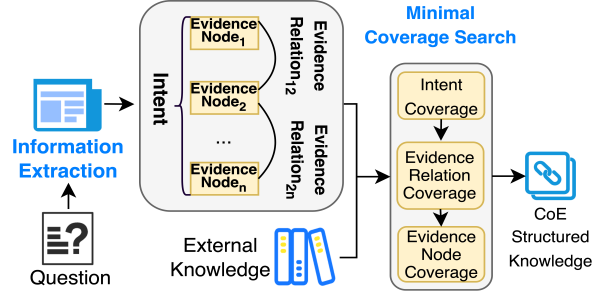 Minimal
Coverage Search
Evidence
Node1
Evidence
Relation12
Intent
Evidence
Node2
...
Evidence
Relation2n
Evidence
Noden
Information
Extraction
Question
External
Knowledge
Intent
Coverage
Evidence
Relation
Coverage
Evidence
Node
Coverage
CoE
Structured
Knowledge